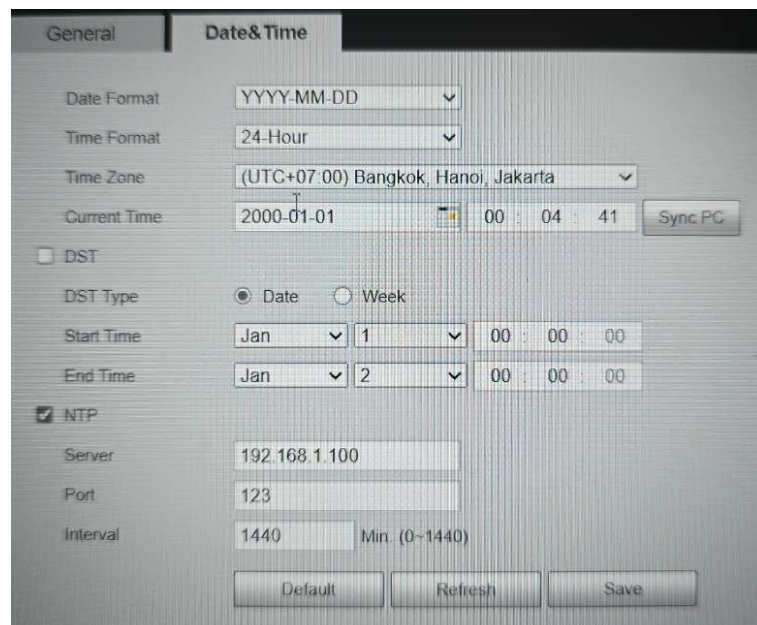 General Date&Time
Date Format YYYY-MM-DD
Time Format 24-Hour
Time Zone (UTC+07:00) Bangkok, Hanoi, Jakarta
Current Time 2000-01-01 00 : 04 : 41 Sync PC
DST
DST Type Date Week
Start Time Jan 1 00 : 00 : 00
End Time Jan 2 00 : 00 : 00
NTP
Server 192.168.1.100
Port 123
Interval 1440 Min. (0~1440)
Default Refresh Save